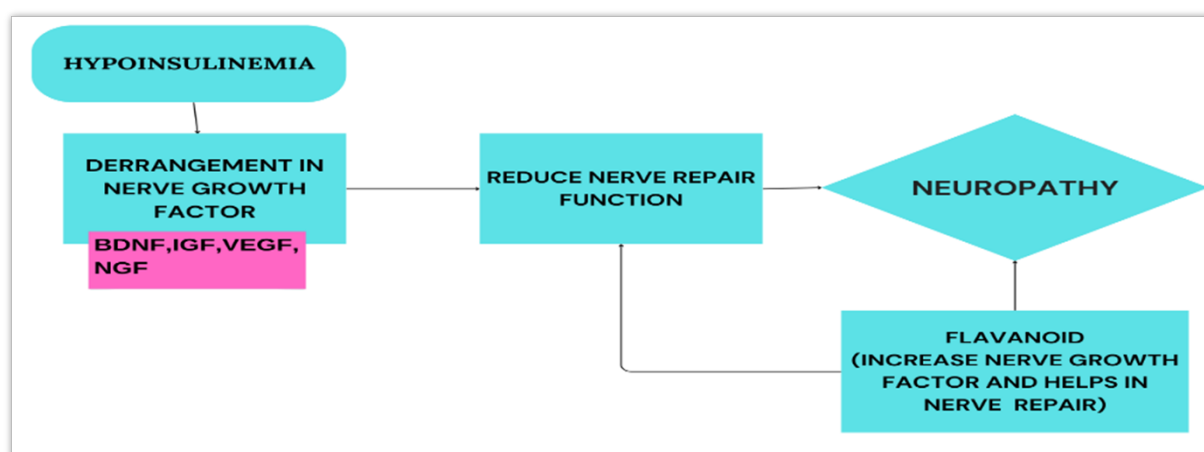 HYPOINSULINEMIA
DERRANGEMENT IN
NERVE GROWTH
FACTOR
BDNF,IGF,VEGF,
NGF
REDUCE NERVE REPAIR
FUNCTION
NEUROPATHY
FLAVANOID
(INCREASE NERVE GROWTH
FACTOR AND HELPS IN
NERVE REPAIR)